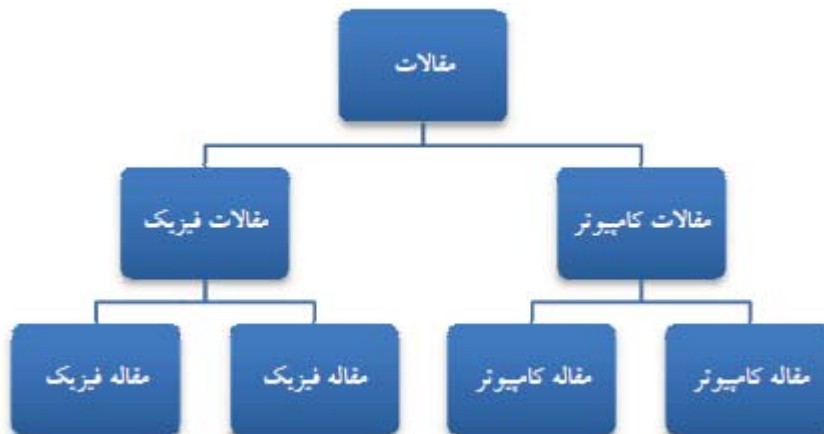 مقالات
مقالات کامپیوتر
مقالات فیزیک
مقاله کامپیوتر
مقاله کامپیوتر
مقاله فیزیک
مقاله فیزیک